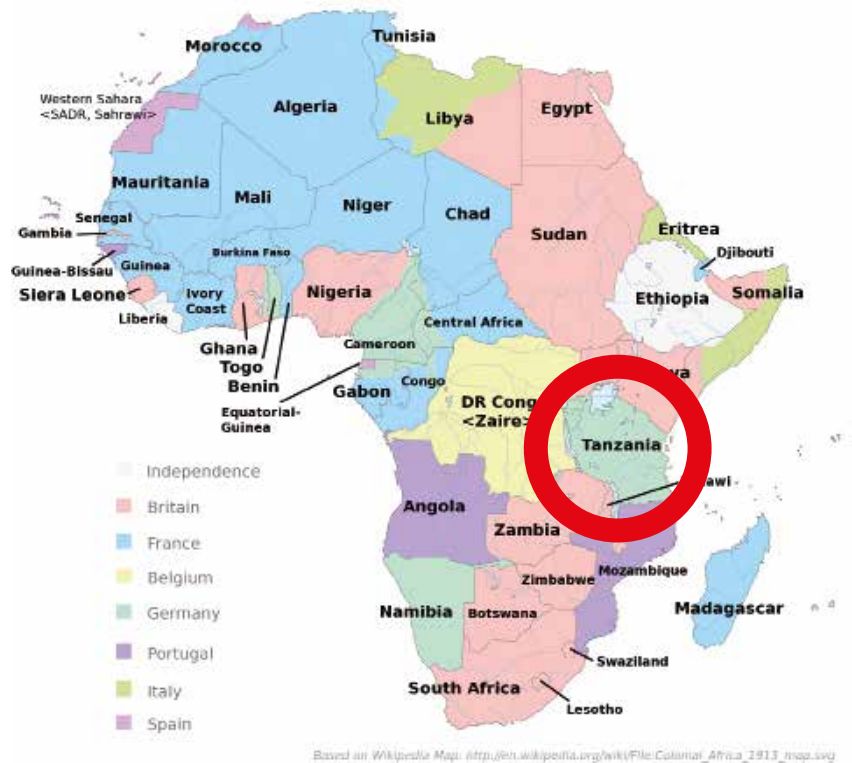 Morocco
Tunisia
Western Sahara
<SADR, Sahrawi>
Algeria
Libya
Egypt
Mauritania
Mali
Niger
Chad
Sudan
Eritrea
Senegal
Gambia
Guinea-Bissau
Guinea
Burkina Faso
Djibouti
Siera Leone
Liberia
Ivory
Coast
Nigeria
Ethiopia
Somalia
Ghana
Togo
Benin
Cameroon
Central Africa
Equatorial-
Guinea
Gabon
Congo
DR Cong
<Zaire>
Tanzania
Independence
Britain
France
Belgium
Germany
Portugal
Italy
Spain
Angola
Zambia
Mozambique
Zimbabwe
Namibia
Botswana
Madagascar
Swaziland
South Africa
Lesotho
Based on Wikipedia Map: http://en.wikipedia.org/wiki/File:Colonial_Africa_1913_map.svg